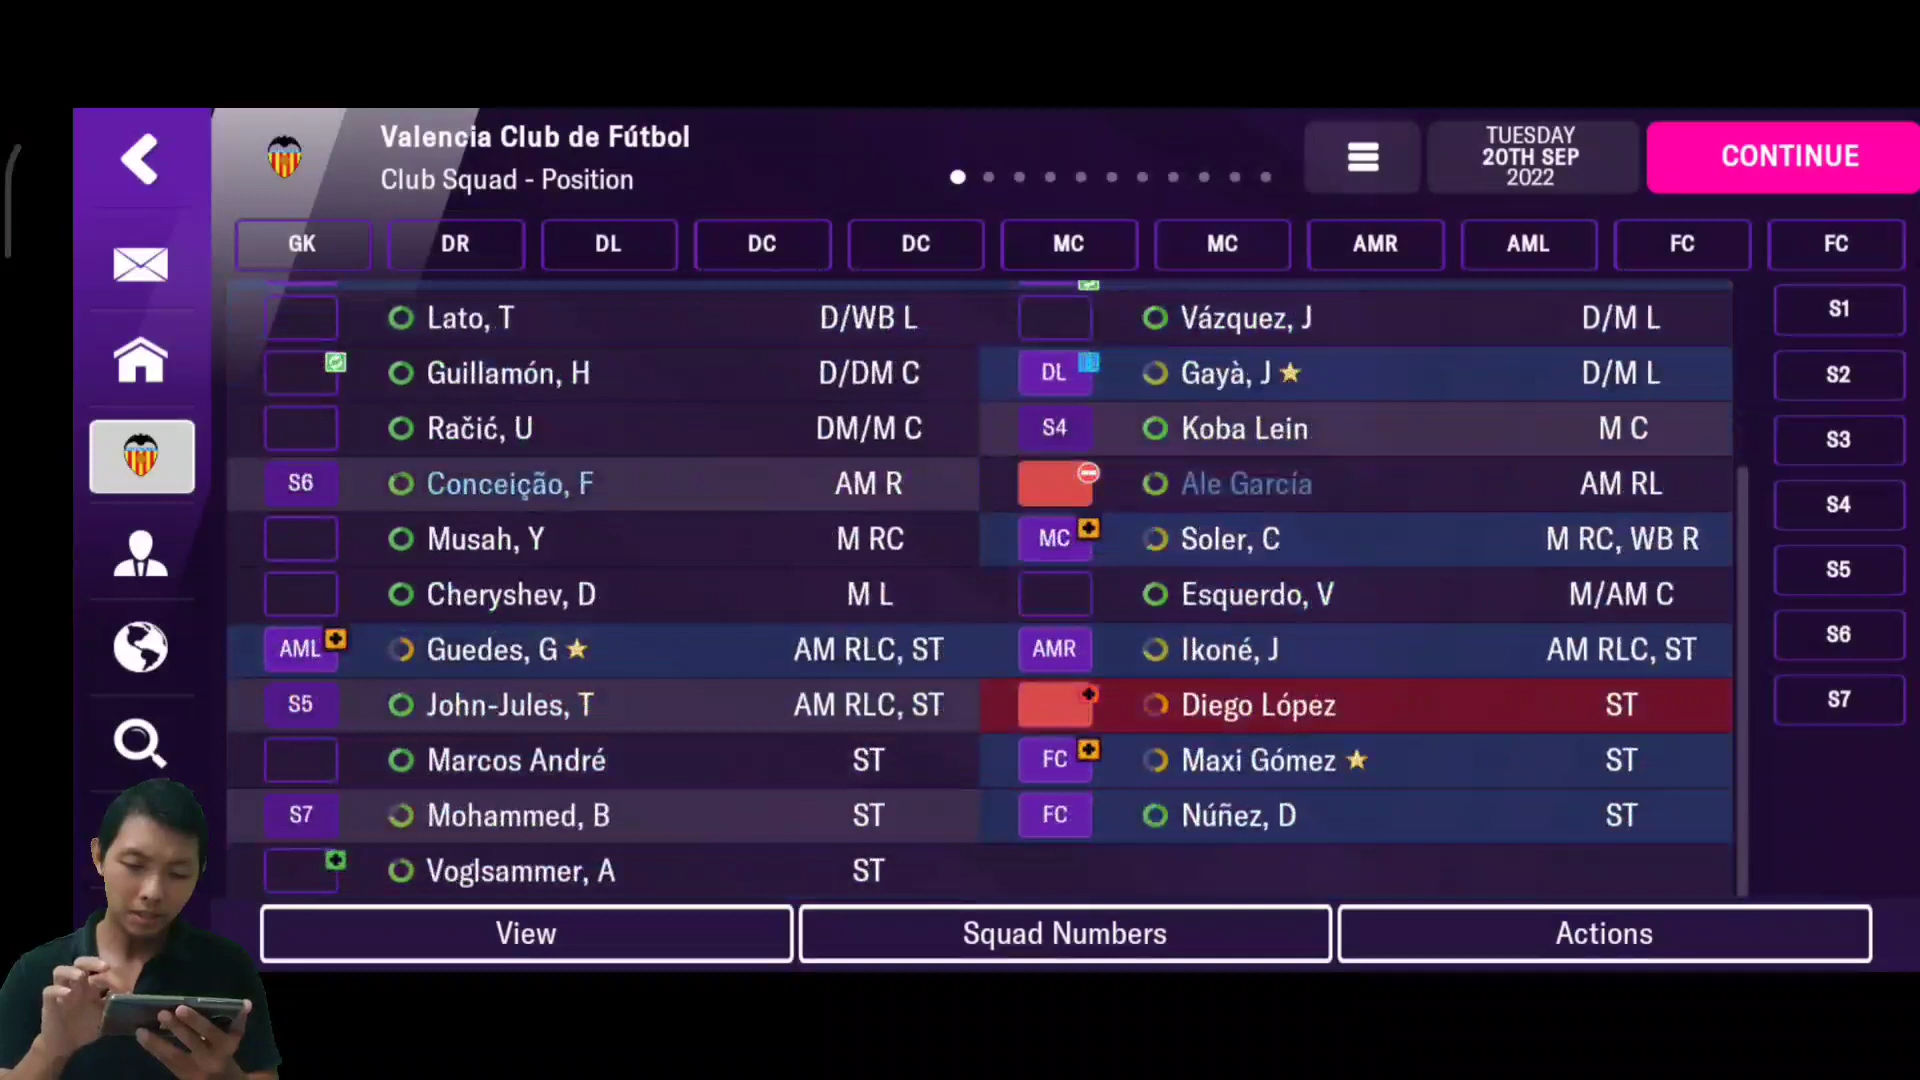 Valencia Club de Fútbol
Club Squad - Position
TUESDAY
20TH SEP
2022
CONTINUE
GK DR DL DC DC MC MC AMR AML FC FC
Lato, T D/WB L Vázquez, J D/M L S1
Guillamón, H D/DM C DL Gayà, J D/M L S2
Račić, U DM/M C S4 Koba Lein M C S3
S6 Conceição, F AM R Ale García AM RL S4
Musah, Y M RC MC Soler, C M RC, WB R
Cheryshev, D M L Esquerdo, V M/AM C S5
AML Guedes, G AM RLC, ST AMR Ikoné, J AM RLC, ST S6
S5 John-Jules, T AM RLC, ST Diego López ST S7
Marcos André ST FC Maxi Gómez ST
S7 Mohammed, B ST FC Núñez, D ST
Voglsammer, A ST
View Squad Numbers Actions